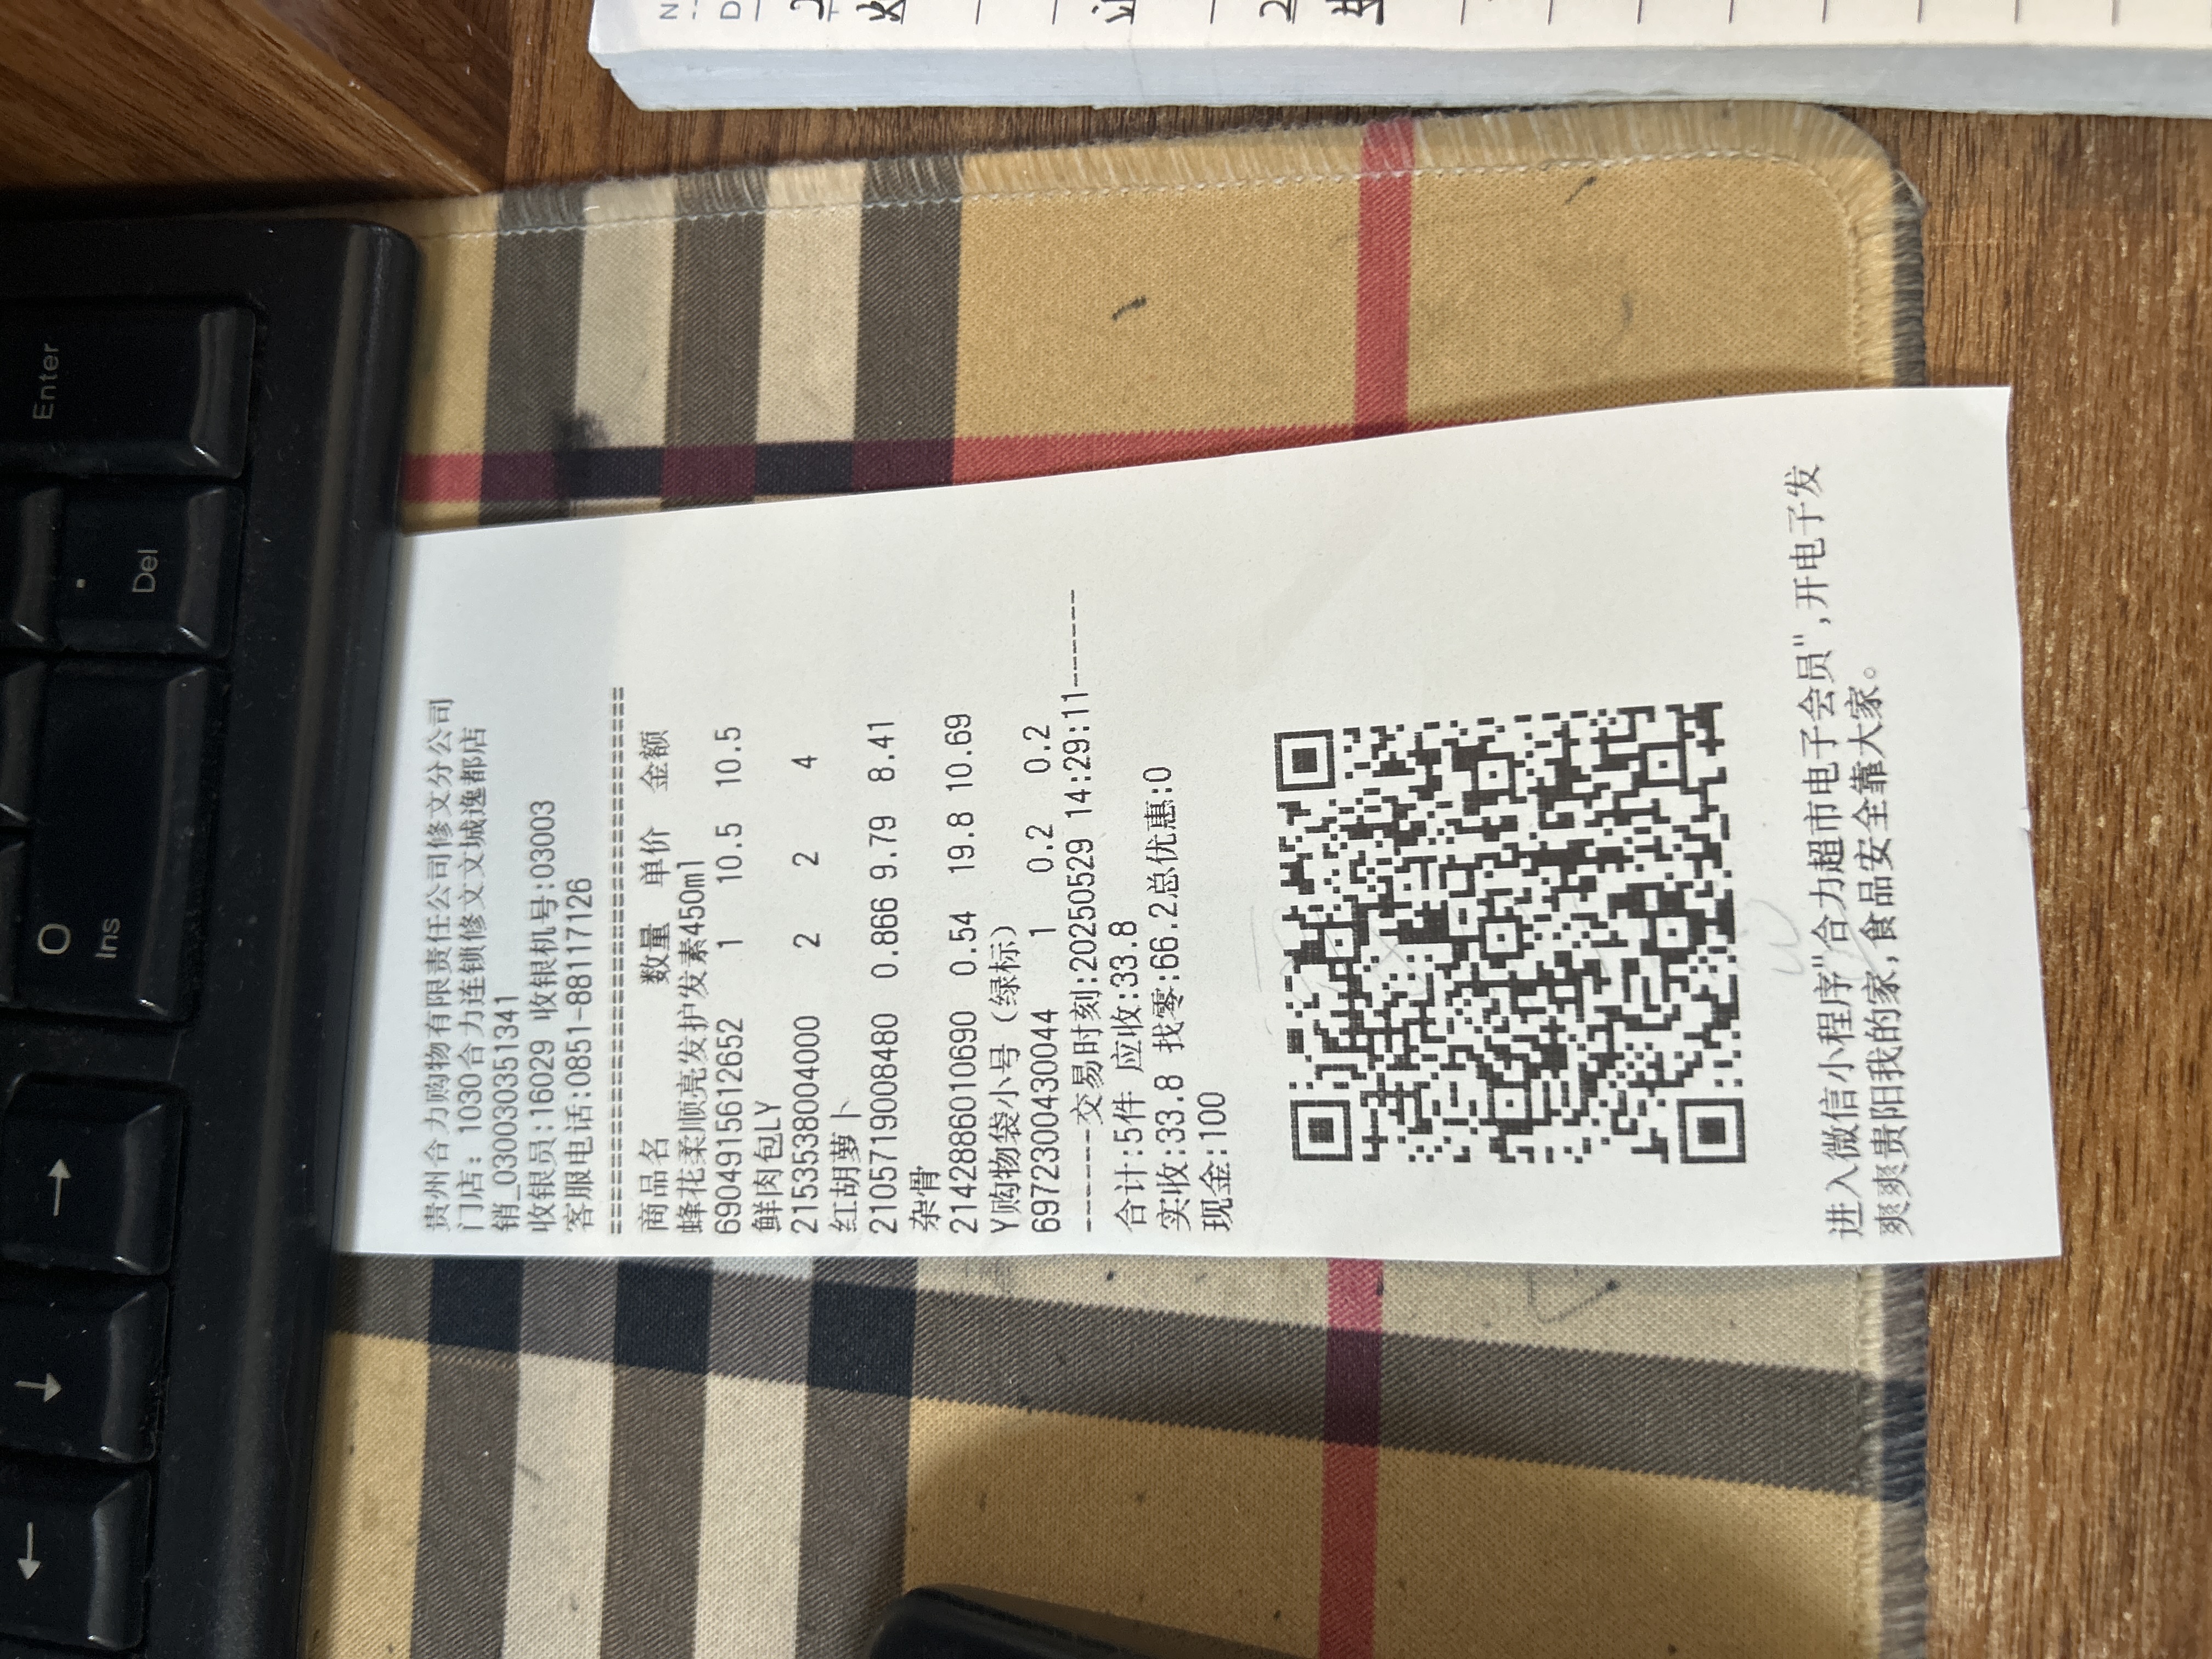 贵州合力购物有限责任公司修文分公司
门店: 1030合力连锁修文文城逸都店
销_030030351341
收银员:16029 收银机号:03003
客服电话:0851-88117126
==============================
商品名 数量 单价 金额
蜂花柔顺亮发护发素450ml
6904915612652 1 10.5 10.5
鲜肉包LY
2153538004000 2 2 4
红胡萝卜
2105719008480 0.866 9.79 8.41
杂骨
2142886010690 0.54 19.8 10.69
Y购物袋小号（绿标）
6972300430044 1 0.2 0.2
------交易时刻:20250529 14:29:11------
合计:5件 应收:33.8
实收:33.8 找零:66.2总优惠:0
现金:100
进入微信小程序"合力超市电子会员",开电子发
爽爽贵阳我的家,食品安全靠大家。
Enter
Del
.
0
Ins
→
↓
←